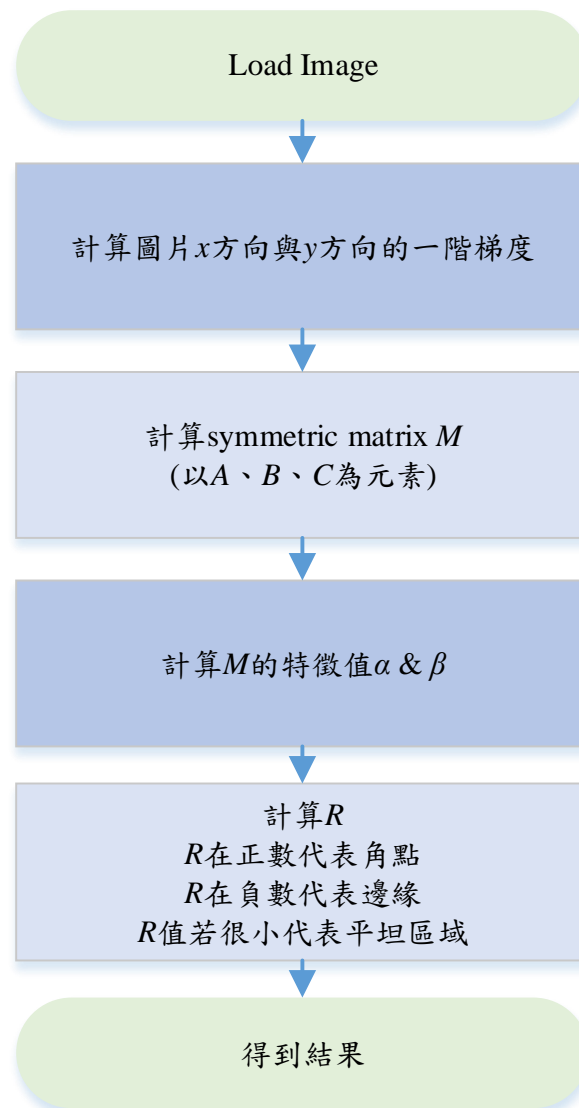 Load Image
計算圖片x方向與y方向的一階梯度
計算symmetric matrix M
(以A、B、C為元素)
計算M的特徵值α & β
計算R
R在正數代表角點
R在負數代表邊緣
R值若很小代表平坦區域
得到結果